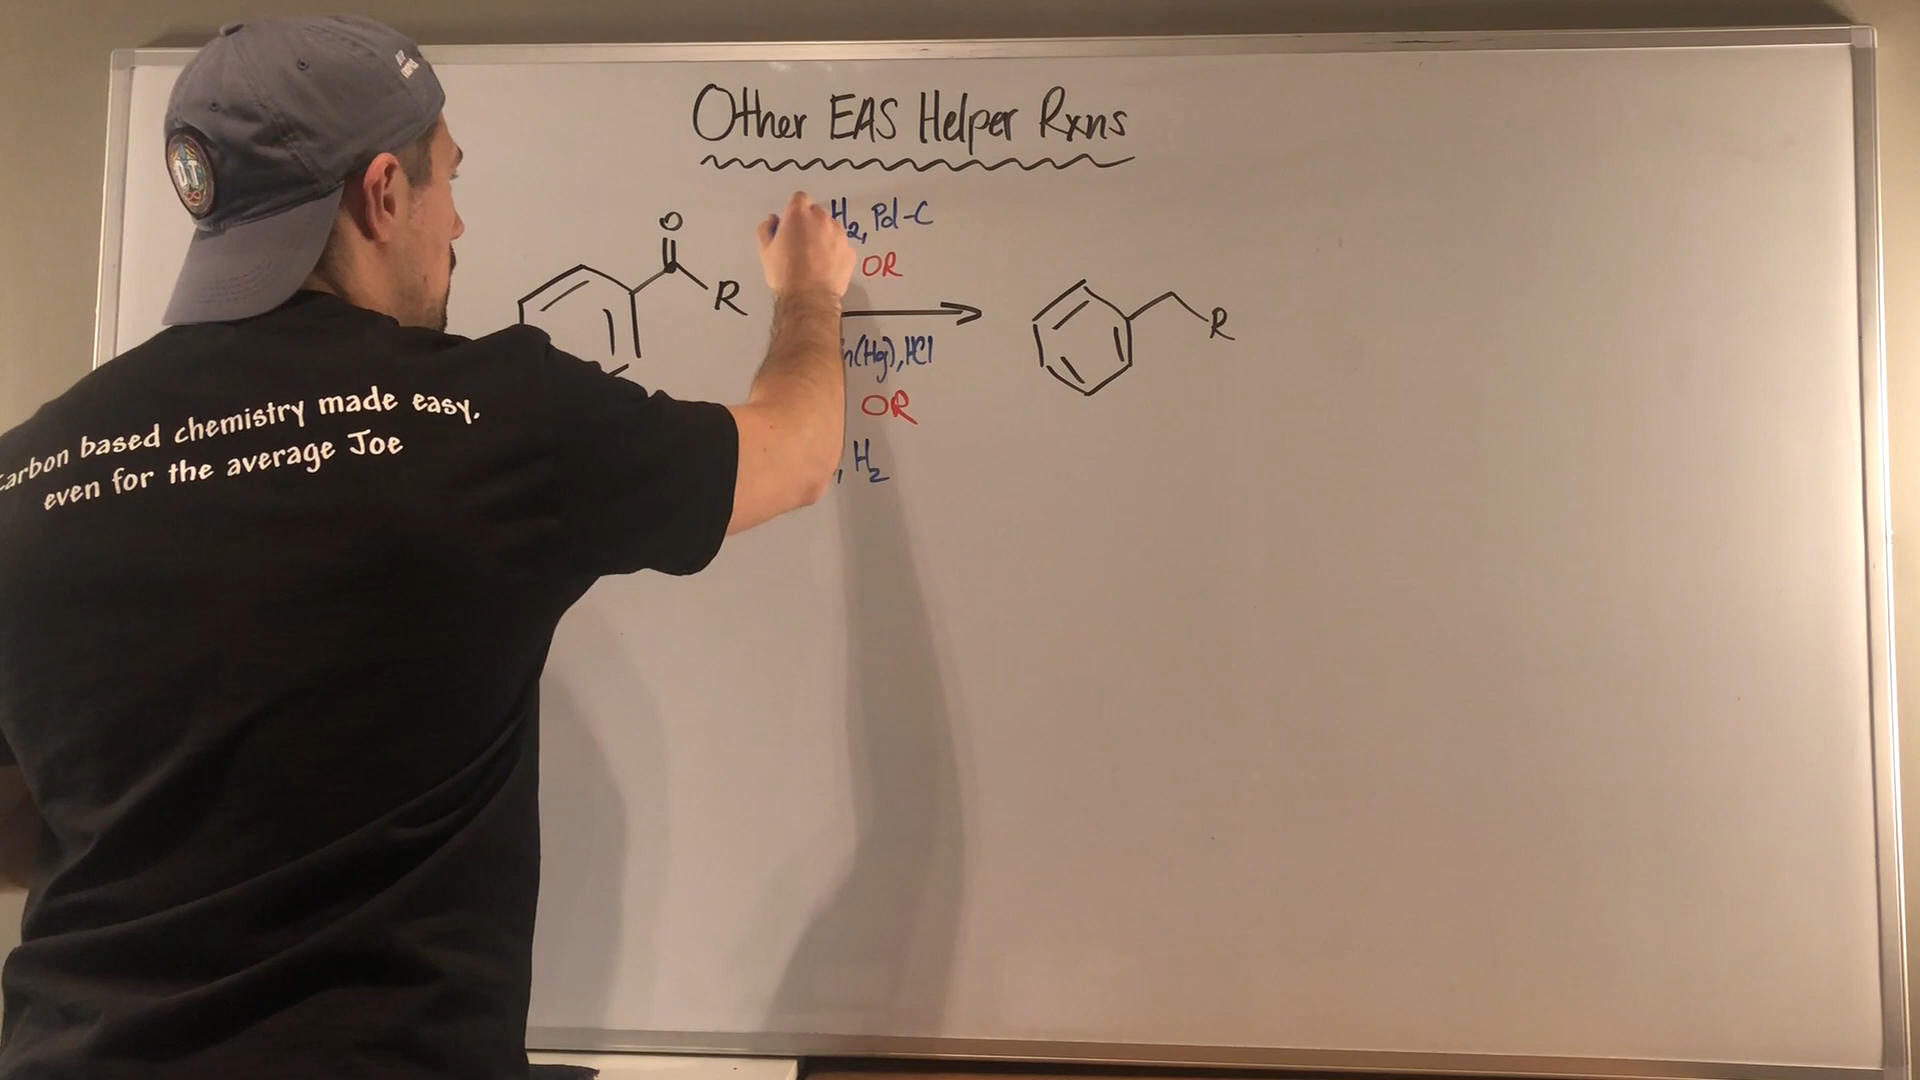 Other EAS Helper Rxns
H2, Pd-C
O
OR
R
R
n(Hg), HCl
OR
, H2
Carbon based chemistry made easy,
even for the average Joe